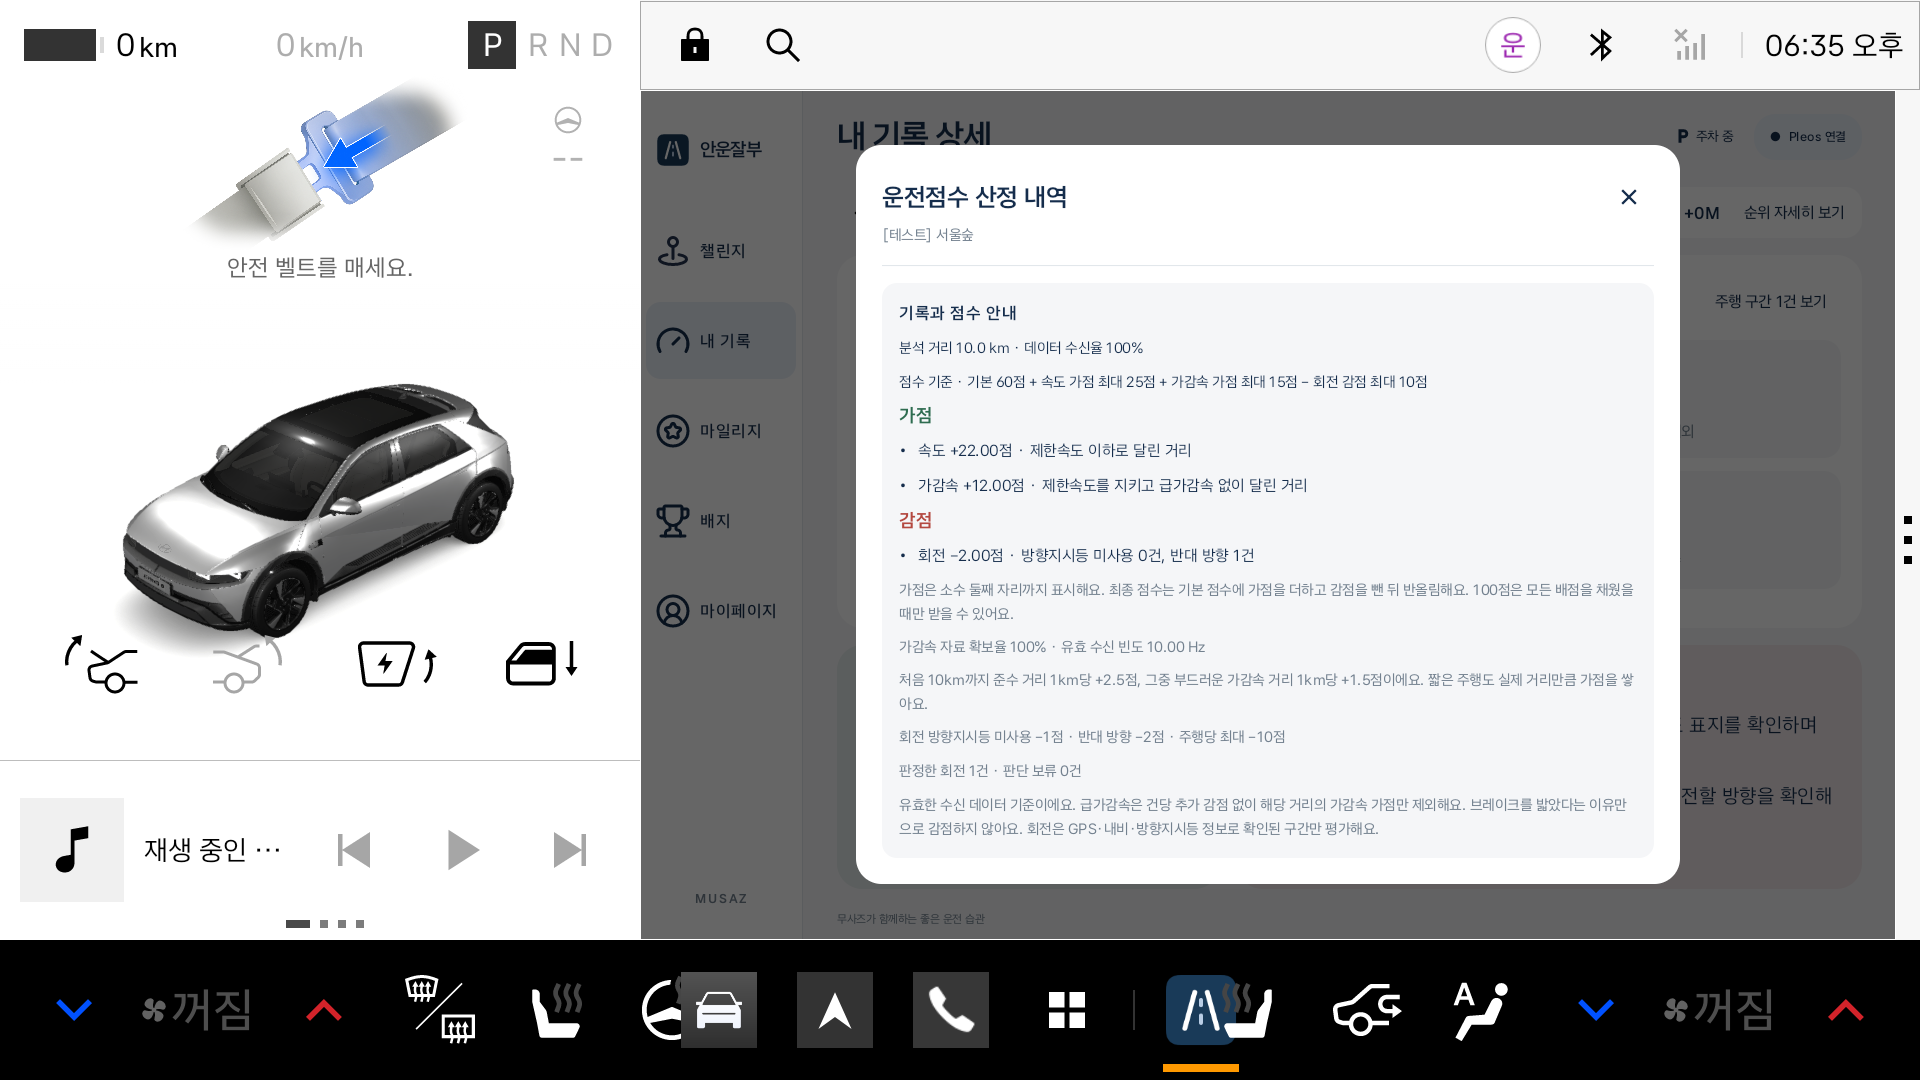 0 km
0 km/h
P R N D
안전 벨트를 매세요.
재생 중인 ⋯
운
06:35 오후
안운잘부
챌린지
내 기록
마일리지
배지
마이페이지
MUSAZ
내 기록 상세
P 주차 중
Pleos 연결
+0M
순위 자세히 보기
주행 구간 1건 보기
외
표지를 확인하며
전할 방향을 확인해
무사즈가 함께하는 좋은 운전 습관
운전점수 산정 내역
[테스트] 서울숲
기록과 점수 안내
분석 거리 10.0 km · 데이터 수신율 100%
점수 기준 · 기본 60점 + 속도 가점 최대 25점 + 가감속 가점 최대 15점 − 회전 감점 최대 10점
가점
• 속도 +22.00점 · 제한속도 이하로 달린 거리
• 가감속 +12.00점 · 제한속도를 지키고 급가감속 없이 달린 거리
감점
• 회전 −2.00점 · 방향지시등 미사용 0건, 반대 방향 1건
가점은 소수 둘째 자리까지 표시해요. 최종 점수는 기본 점수에 가점을 더하고 감점을 뺀 뒤 반올림해요. 100점은 모든 배점을 채웠을
때만 받을 수 있어요.
가감속 자료 확보율 100% · 유효 수신 빈도 10.00 Hz
처음 10km까지 준수 거리 1km당 +2.5점, 그중 부드러운 가감속 거리 1km당 +1.5점이에요. 짧은 주행도 실제 거리만큼 가점을 쌓
아요.
회전 방향지시등 미사용 −1점 · 반대 방향 −2점 · 주행당 최대 −10점
판정한 회전 1건 · 판단 보류 0건
유효한 수신 데이터 기준이에요. 급가감속은 건당 추가 감점 없이 해당 거리의 가감속 가점만 제외해요. 브레이크를 밟았다는 이유만
으로 감점하지 않아요. 회전은 GPS·내비·방향지시등 정보로 확인된 구간만 평가해요.
꺼짐
A
꺼짐